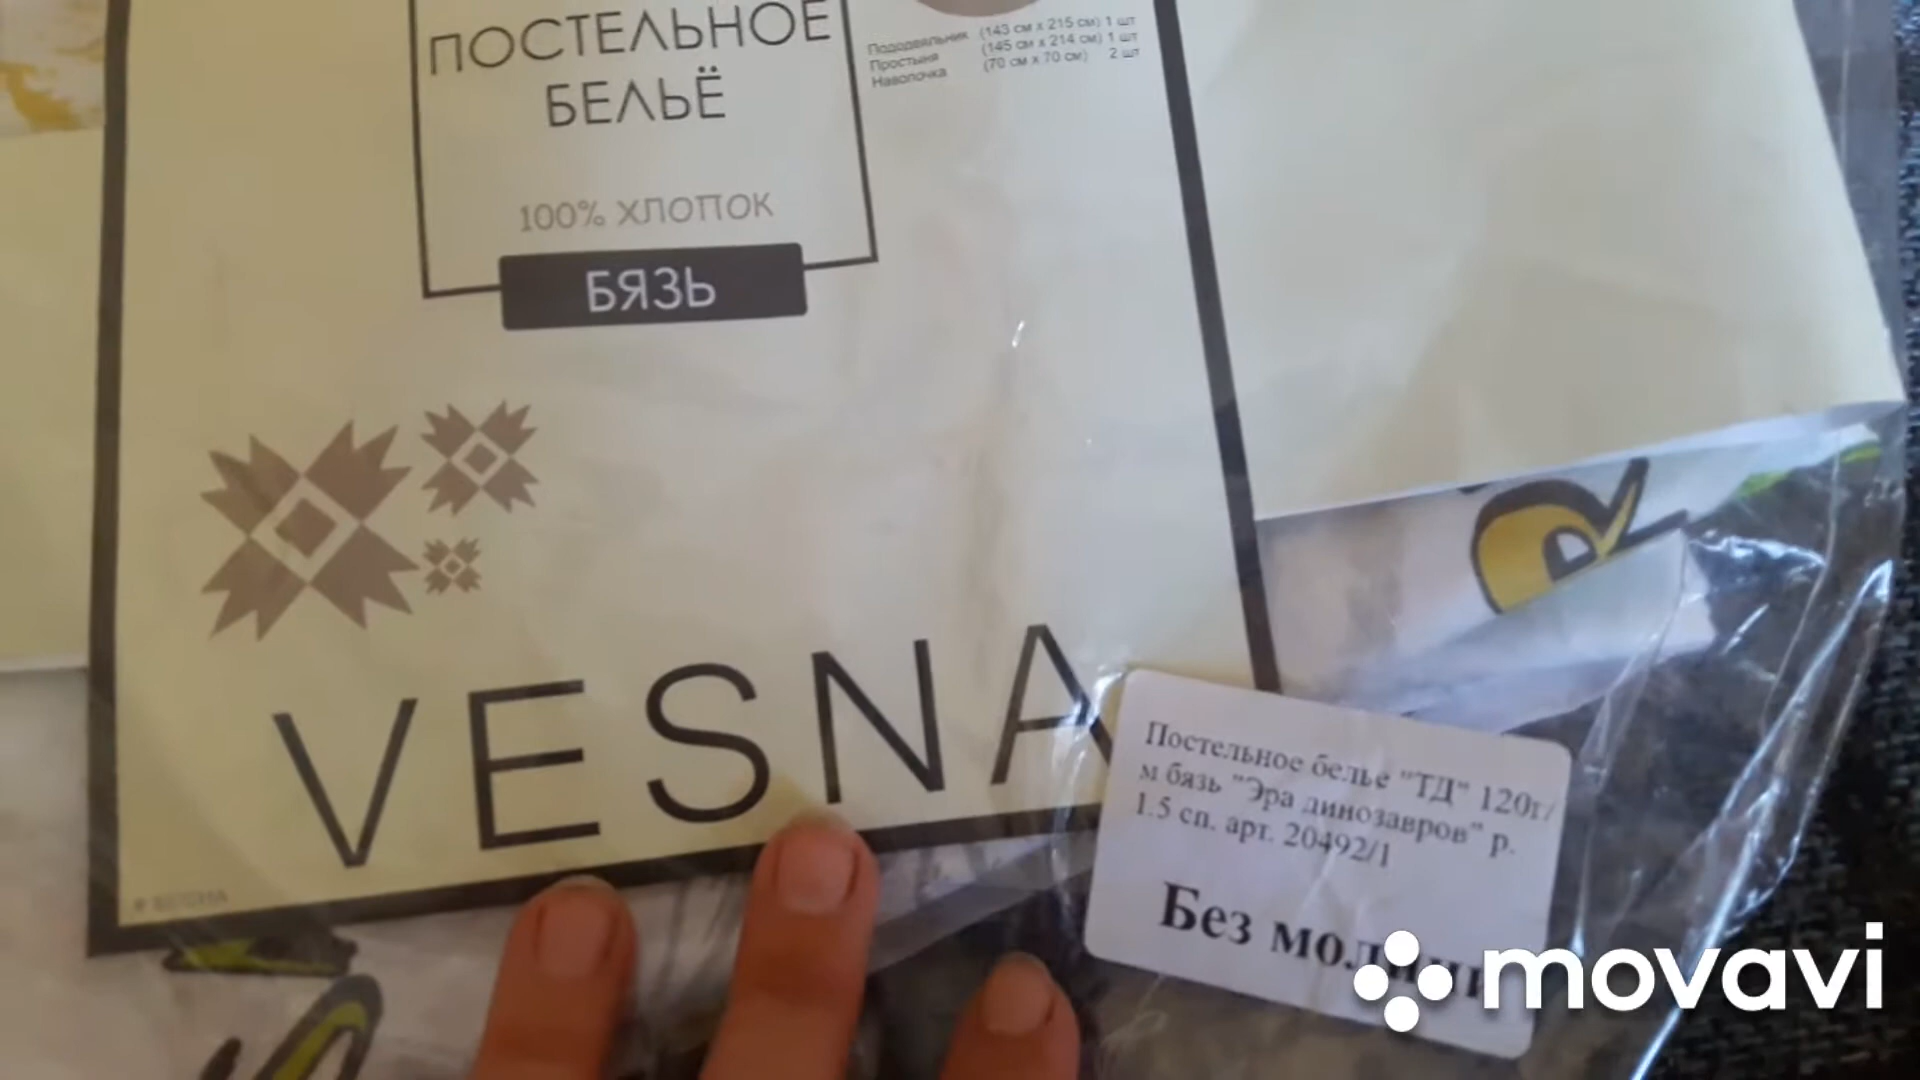 ПОСТЕЛЬНОЕ
БЕЛЬЁ
100% ХЛОПОК
БЯЗЬ
Пододеяльник (143 см х 215 см) 1 шт
Простыня (145 см х 214 см) 1 шт
Наволочка (70 см х 70 см) 2 шт
VESNA
Постельное белье "ТД" 120г/
м бязь "Эра динозавров" р.
1.5 сп. арт. 20492/1
Без молнии
movavi